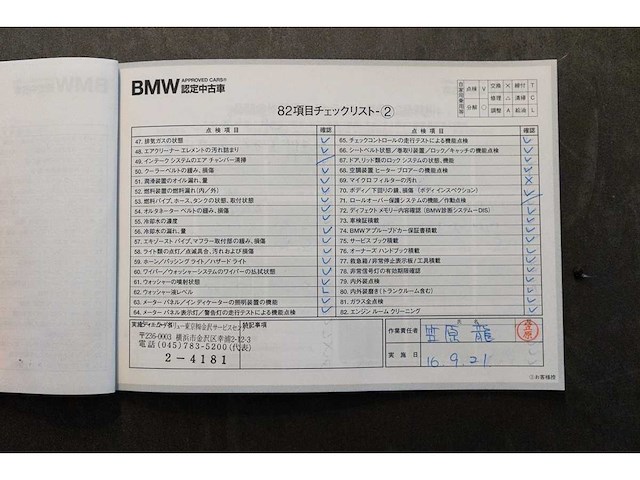 BMW APPROVED CARS®
認定中古車
点検 V 交換 × 締付 T
分解 ○ 修理 △ 清掃 C
調整 A 給油 L
82項目チェックリスト-②
点検項目 確認 点検項目 確認
47. 排気ガスの状態
48. エアクリーナーエレメントの汚れ詰まり
49. インテークシステムのエアチャンバー清掃
50. クーラーベルトの緩み、損傷
51. 潤滑装置のオイル漏れ、量
52. 燃料装置の燃料漏れ（内／外）
53. 燃料パイプ、ホース、タンクの状態、取付状態
54. オルタネーターベルトの緩み、損傷
55. 冷却水の濃度
56. 冷却水の漏れ、量
57. エキゾーストパイプ、マフラー取付部の緩み、損傷
58. ライト類の点灯／点滅具合、汚れおよび損傷
59. ホーン／パッシングライト／ハザードライト
60. ワイパー／ウォッシャーシステムのワイパーの払拭状態
61. ウォッシャーの噴射状態
62. ウォッシャー液レベル
63. メーターパネル／インディケーターの照明装置の機能
64. メーターパネル表示灯／警告灯の走行テストによる機能点検
65. チェックコントロールの走行テストによる機能点検
66. シートベルト状態／巻取り装置／ロック／キャッチの機能点検
67. ドア、リッド類のロックシステムの状態、機能
68. 空調装置ヒーターブロアーの機能点検
69. マイクロフィルターの汚れ
70. ボディ／下回りの錆、損傷（ボディインスペクション）
71. ロールオーバー保護システムの機能／作動点検
72. ディフェクトメモリー内容確認（BMW診断システム－DIS）
73. 車検証積載
74. BMWアプルーブドカー保証書積載
75. サービスブック積載
76. オーナーズハンドブック積載
77. 救急箱／非常停止表示板／工具積載
78. 非常信号灯の有効期限確認
79. 内外装点検
80. 内外装磨き（トランクルーム含む）
81. ガラス全点検
82. エンジンルームクリーニング
特記事項
〒236-0003 横浜市金沢区幸浦2-12-3
電話 (045)783-5200 (代表)
2-4181
作業責任者 氏名 笠原 龍 笠原
実施日 16 9.21
②お客様控